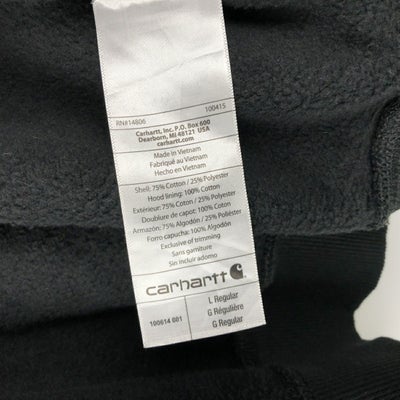 RN#14806 100415
Carhartt, Inc. P.O. Box 600
Dearborn, MI 48121 USA
carhartt.com
Made in Vietnam
Fabriqué au Vietnam
Hecho en Vietnam
Shell: 75% Cotton / 25% Polyester
Hood lining: 100% Cotton
Extérieur: 75% Coton / 25% Polyester
Doublure de capot: 100% Coton
Armazón: 75% Algodón / 25% Poliéster
Forro capucha: 100% Algodón
Exclusive of trimming
Sans garniture
Sin incluir adorno
carhartt
100614 001
L Regular
G Régulière
G Regular